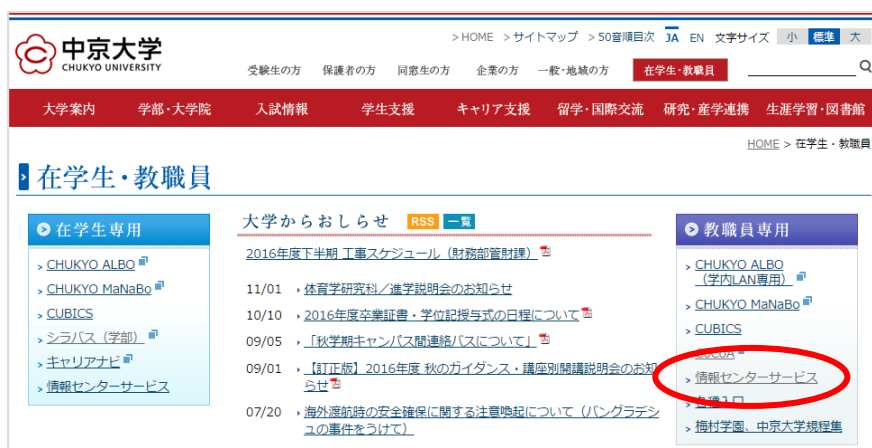 中京大学
CHUKYO UNIVERSITY
>HOME >サイトマップ >50音順目次 JA EN 文字サイズ 小 標準 大
受験生の方 保護者の方 同窓生の方 企業の方 一般・地域の方 在学生・教職員
大学案内 学部・大学院 入試情報 学生支援 キャリア支援 留学・国際交流 研究・産学連携 生涯学習・図書館
HOME > 在学生・教職員
在学生・教職員
在学生専用
CHUKYO ALBO
CHUKYO MaNaBo
CUBICS
シラバス（学部）
キャリアナビ
情報センターサービス
大学からおしらせ RSS 一覧
2016年度下半期 工事スケジュール（財務部管財課）
11/01 体育学研究科／進学説明会のお知らせ
10/10 2016年度卒業証書・学位記授与式の日程について
09/05 「秋学期キャンパス間連絡バスについて」
09/01 【訂正版】2016年度 秋のガイダンス・講座別開講説明会のお知
らせ
07/20 海外渡航時の安全確保に関する注意喚起について（バングラデシ
ュの事件をうけて）
教職員専用
CHUKYO ALBO
（学内LAN専用）
CHUKYO MaNaBo
CUBICS
情報センターサービス
各種入口
梅村学園、中京大学規程集